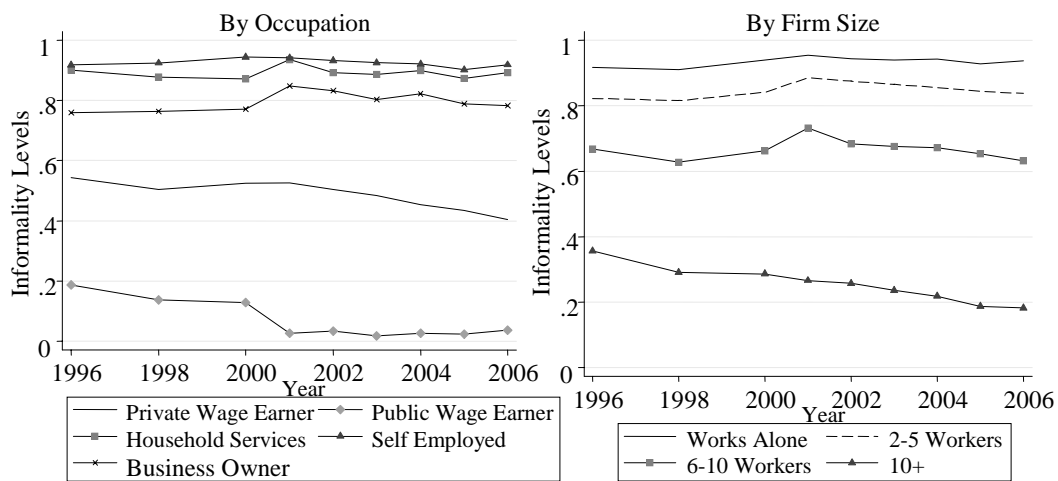 By Occupation
Informality Levels
1
.8
.6
.4
.2
0
1996 1998 2000 2002 2004 2006
Year
Private Wage Earner Public Wage Earner
Household Services Self Employed
Business Owner
By Firm Size
Informality Levels
1
.8
.6
.4
.2
0
1996 1998 2000 2002 2004 2006
Year
Works Alone 2-5 Workers
6-10 Workers 10+